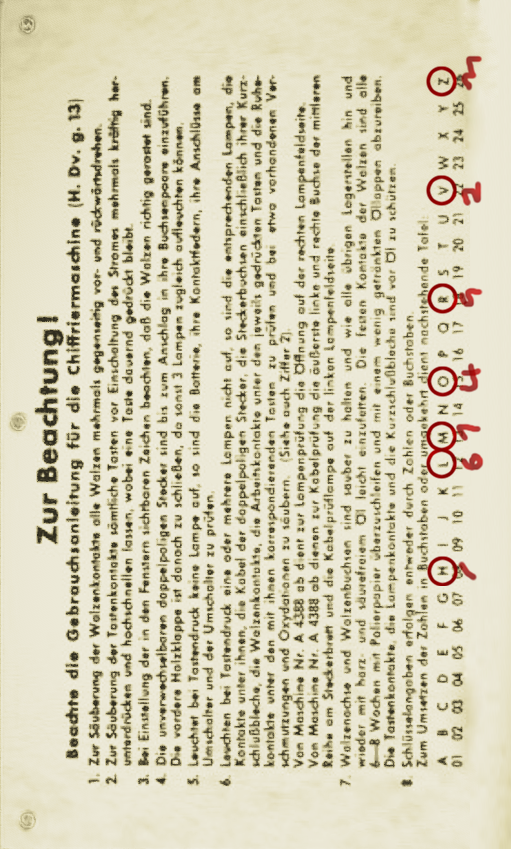 Zur Beachtung!
Beachte die Gebrauchsanleitung für die Chiffriermaschine (H. Dv. g. 13)
1. Zur Säuberung der Walzenkontakte alle Walzen mehrmals gegenseitig vor- und rückwärtsdrehen.
2. Zur Säuberung der Tastenkontakte sämtliche Tasten vor Einschaltung des Stromes mehrmals kräftig her-
unterdrücken und hochschnellen lassen, wobei eine Taste dauernd gedrückt bleibt.
3. Bei Einstellung der in den Fenstern sichtbaren Zeichen beachten, daß die Walzen richtig gerastet sind.
4. Die unverwechselbaren doppelpoligen Stecker sind bis zum Anschlag in ihre Buchsenpaare einzuführen.
Die vordere Holzklappe ist danach zu schließen, da sonst 3 Lampen zugleich aufleuchten können.
5. Leuchtet bei Tastendruck keine Lampe auf, so sind die Batterie, ihre Kontaktfedern, ihre Anschlüsse am
Umschalter und der Umschalter zu prüfen.
6. Leuchten bei Tastendruck eine oder mehrere Lampen nicht auf, so sind die entsprechenden Lampen, die
Kontakte unter ihnen, die Kabel der doppelpoligen Stecker, die Steckerbuchsen einschließlich ihrer Kurz-
schlußbleche, die Walzenkontakte, die Arbeitskontakte unter den jeweils gedrückten Tasten und die Ruhe-
kontakte unter den mit ihnen korrespondierenden Tasten zu prüfen und bei etwa vorhandenen Ver-
schmutzungen und Oxydationen zu säubern. (Siehe auch Ziffer 2).
Von Maschine Nr. A 4388 ab dient zur Lampenprüfung die Öffnung auf der rechten Lampenfeldseite.
Von Maschine Nr. A 4388 ab dienen zur Kabelprüfung die äußerste linke und rechte Buchse der mittleren
Reihe am Steckerbrett und die Kabelprüflampe auf der linken Lampenfeldseite.
7. Walzenachse und Walzenbuchsen sind sauber zu halten und wie alle übrigen Lagerstellen hin und
wieder mit harz- und säurefreiem Öl leicht einzufetten. Die festen Kontakte der Walzen sind alle
6—8 Wochen mit Polierpapier überzuschleifen und mit einem wenig getränkten Öllappen abzureiben.
Die Tastenkontakte, die Lampenkontakte und die Kurzschlußbleche sind vor Öl zu schützen.
8. Schlüsselangaben erfolgen entweder durch Zahlen oder Buchstaben.
Zum Umsetzen der Zahlen in Buchstaben oder umgekehrt dient nachstehende Tafel:
A B C D E F G H I J K L M N O P Q R S T U V W X Y Z
01 02 03 04 05 06 07 09 10 11 6 14 4 16 17 19 20 21 2 23 24 25